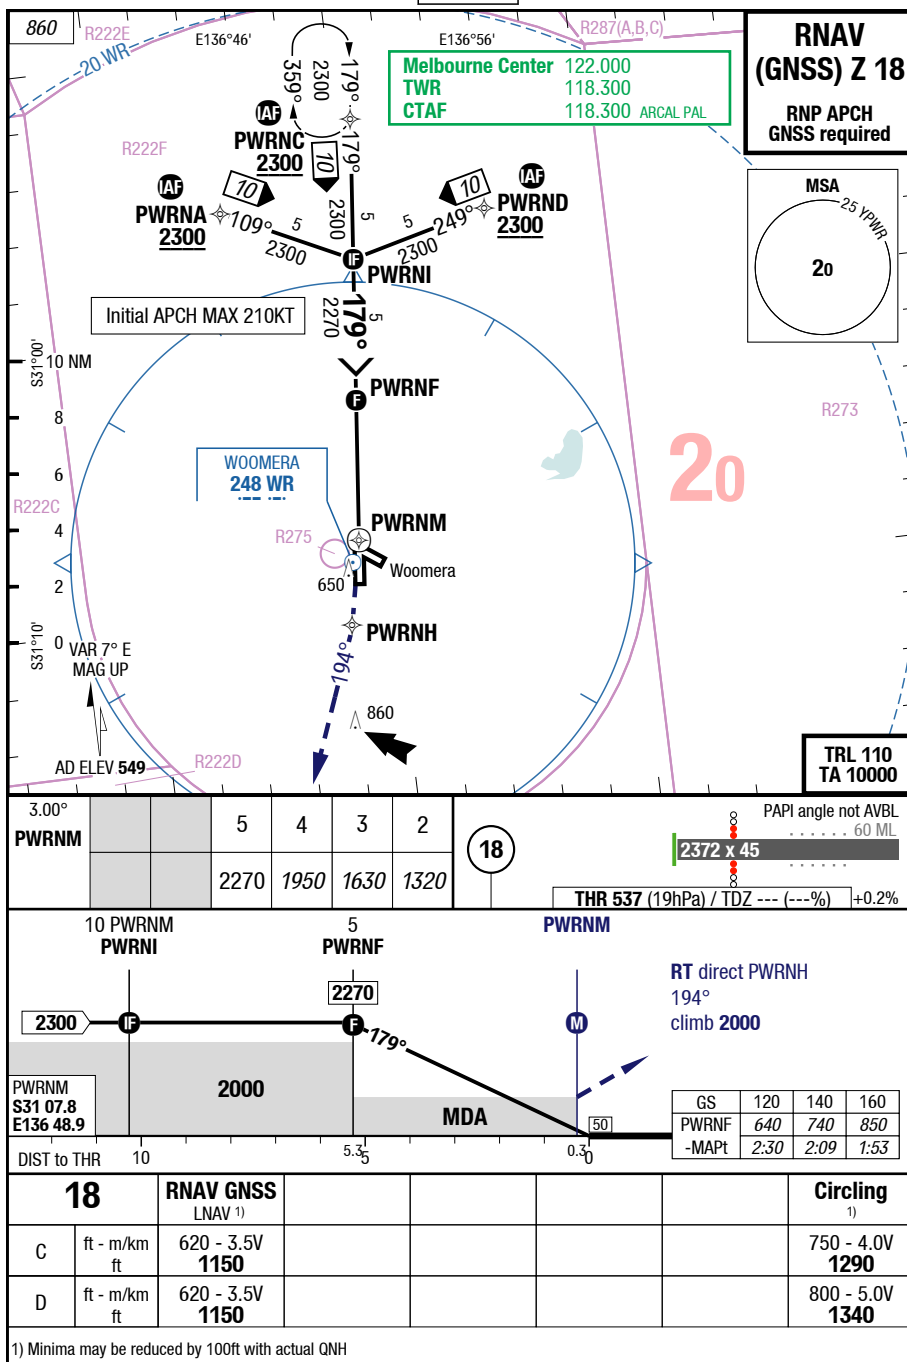 860
R222E
E136°46'
E136°56'
R287(A,B,C)
20 WR
RNAV
(GNSS) Z 18
RNP APCH
GNSS required
Melbourne Center 122.000
TWR 118.300
CTAF 118.300 ARCAL PAL
359°
2300
179°
R222F
IAF
PWRNC
2300
10
179°
2300
5
IAF
PWRNA
2300
10
109°
5
2300
IAF
PWRND
2300
10
249°
5
2300
MSA
25 YPWR
20
IF
PWRNI
Initial APCH MAX 210KT
5
179°
2270
S31°00'
10 NM
F
PWRNF
8
R273
6
WOOMERA
248 WR
20
R222C
4
PWRNM
R275
Woomera
650
2
PWRNH
S31°10'
0
VAR 7° E
MAG UP
194°
860
AD ELEV 549
R222D
TRL 110
TA 10000
3.00°
PWRNM
5 4 3 2
2270 1950 1630 1320
18
PAPI angle not AVBL
60 ML
2372 x 45
THR 537 (19hPa) / TDZ --- (---%)
+0.2%
10 PWRNM
PWRNI
5
PWRNF
PWRNM
2270
2300
IF
F
179°
M
RT direct PWRNH
194°
climb 2000
2000
MDA
PWRNM
S31 07.8
E136 48.9
50
GS 120 140 160
PWRNF 640 740 850
-MAPt 2:30 2:09 1:53
DIST to THR 10 5.3 5 0.3 0
18 RNAV GNSS Circling
LNAV 1) 1)
C ft - m/km 620 - 3.5V 750 - 4.0V
ft 1150 1290
D ft - m/km 620 - 3.5V 800 - 5.0V
ft 1150 1340
1) Minima may be reduced by 100ft with actual QNH